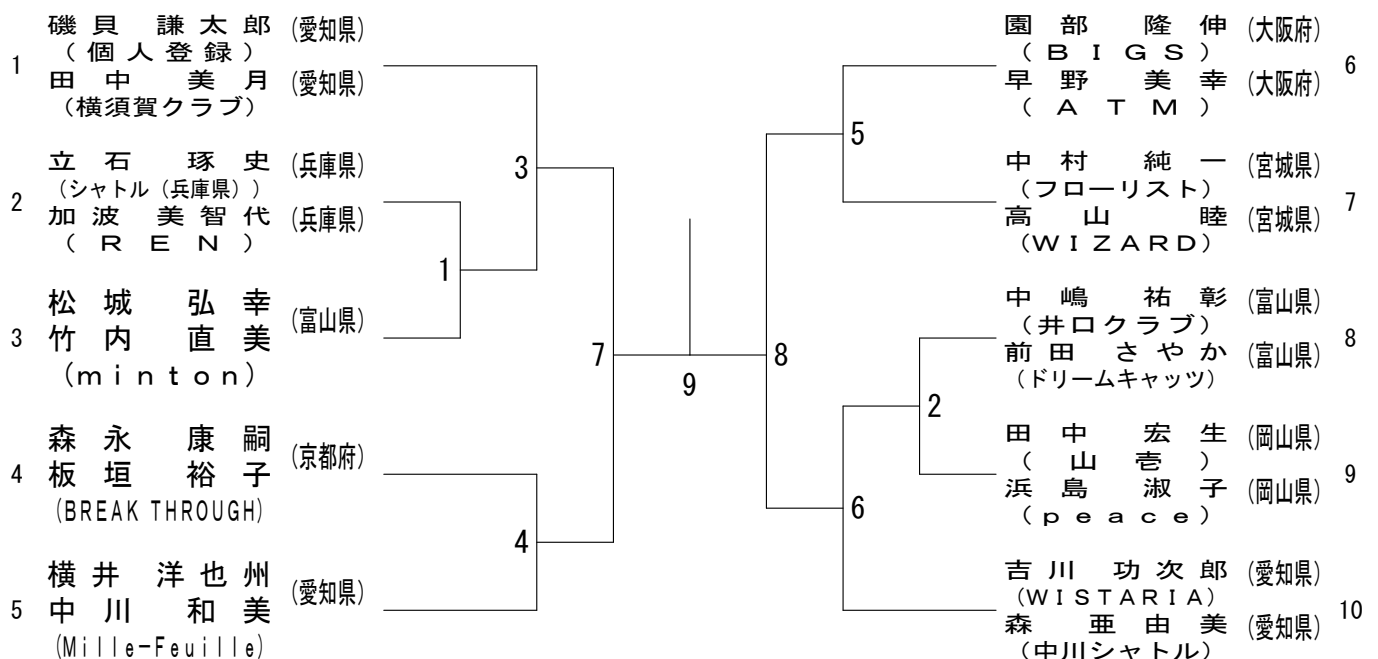 1
磯貝 謙太郎 (愛知県)
(個人登録)
田中 美月 (愛知県)
(横須賀クラブ)
2
立石 琢史 (兵庫県)
(シャトル(兵庫県))
加波 美智代 (兵庫県)
(REN)
3
松城 弘幸
竹内 直美
(富山県)
(minton)
4
森永 康嗣
板垣 裕子
(京都府)
(BREAK THROUGH)
5
横井 洋也州
中川 和美
(愛知県)
(Mille-Feuille)
1
3
4
7
9
8
5
2
6
園部 隆伸 (大阪府)
(BIGS)
早野 美幸 (大阪府)
(ATM)
6
中村 純一 (宮城県)
(フローリスト)
高山 睦 (宮城県)
(WIZARD)
7
中嶋 祐彰 (富山県)
(井口クラブ)
前田 さやか (富山県)
(ドリームキャッツ)
8
田中 宏生 (岡山県)
(山壱)
浜島 淑子 (岡山県)
(peace)
9
吉川 功次郎 (愛知県)
(WISTARIA)
森 亜由美 (愛知県)
(中川シャトル)
10